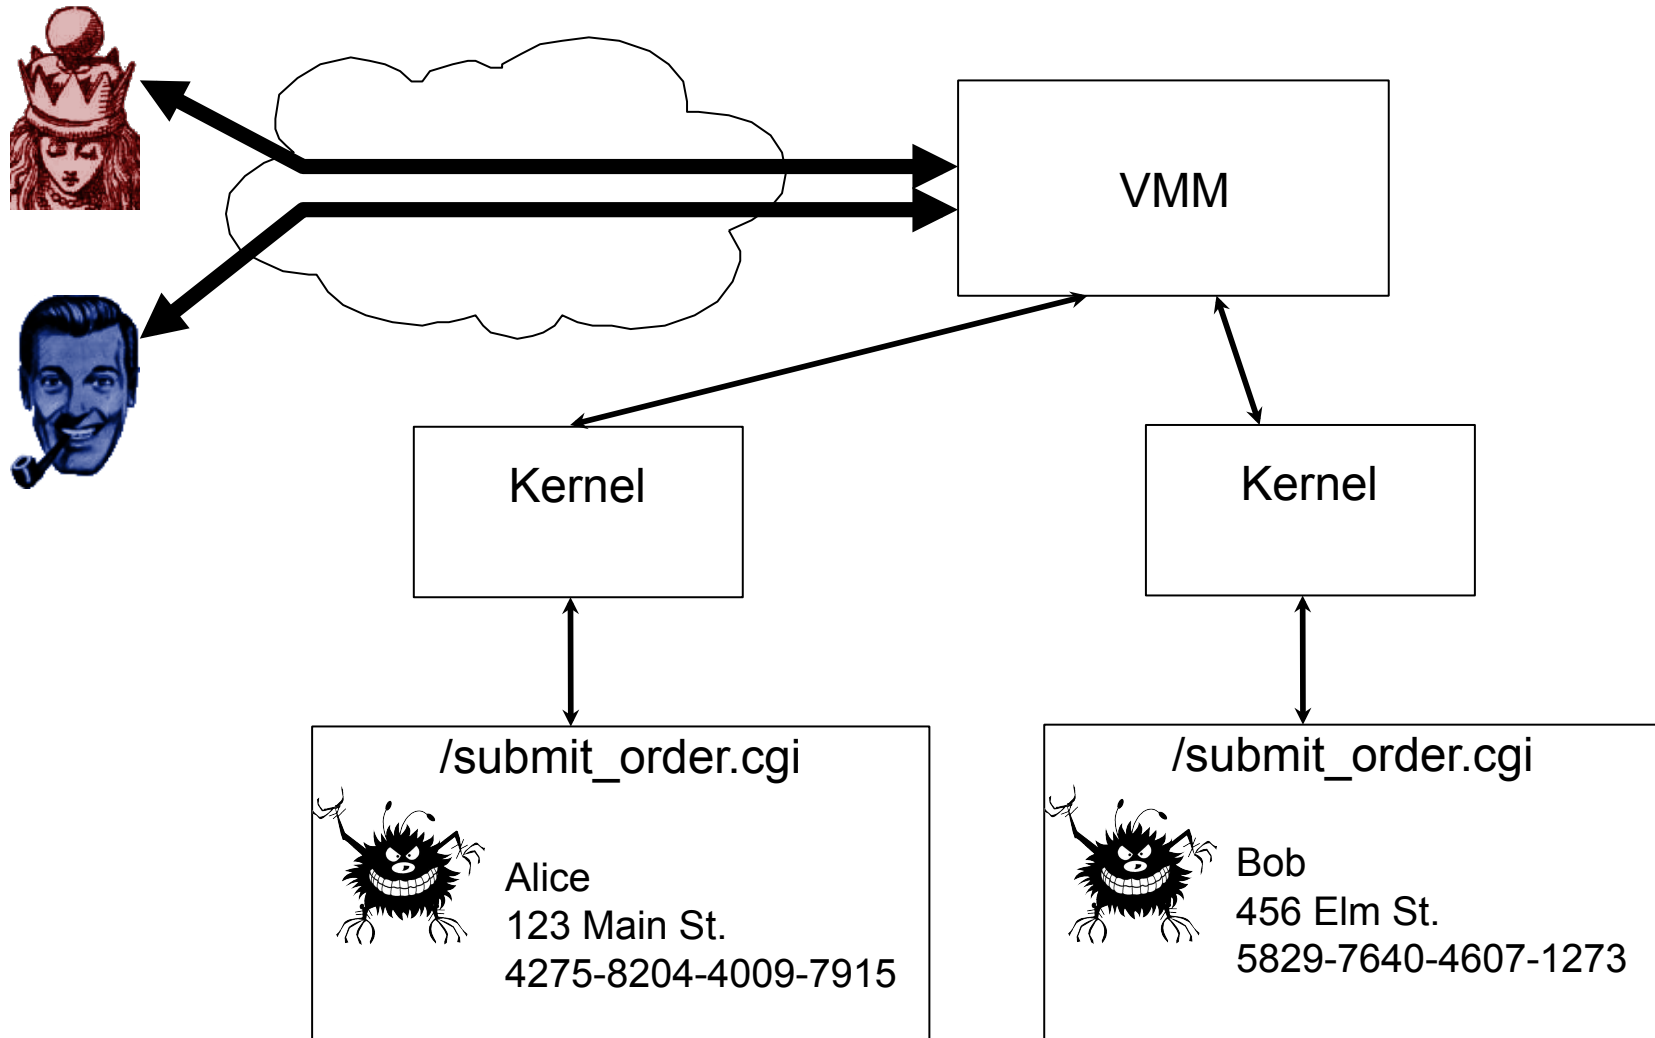 VMM
Kernel
Kernel
/submit_order.cgi
Alice
123 Main St.
4275-8204-4009-7915
/submit_order.cgi
Bob
456 Elm St.
5829-7640-4607-1273